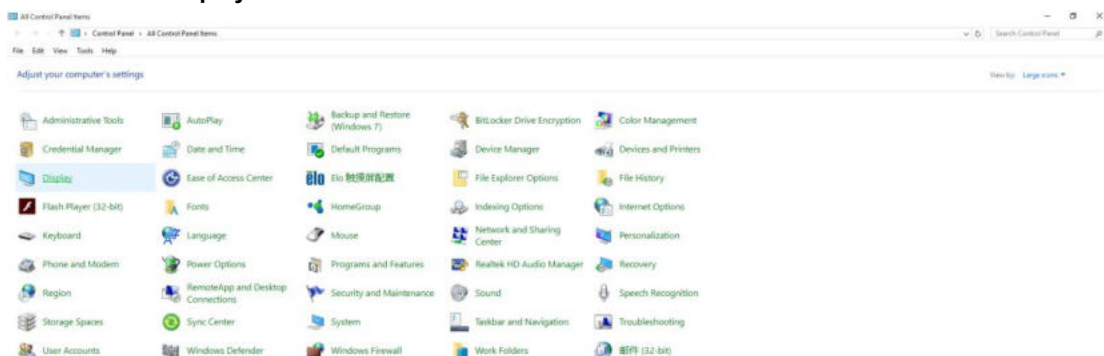 All Control Panel Items
Control Panel › All Control Panel Items
Search Control Panel
File Edit View Tools Help
Adjust your computer's settings
View by: Large icons
Administrative Tools
AutoPlay
Backup and Restore
(Windows 7)
BitLocker Drive Encryption
Color Management
Credential Manager
Date and Time
Default Programs
Device Manager
Devices and Printers
Display
Ease of Access Center
elo
Elo 触摸屏配置
File Explorer Options
File History
Flash Player (32-bit)
Fonts
HomeGroup
Indexing Options
Internet Options
Keyboard
Language
Mouse
Network and Sharing
Center
Personalization
Phone and Modem
Power Options
Programs and Features
Realtek HD Audio Manager
Recovery
Region
RemoteApp and Desktop
Connections
Security and Maintenance
Sound
Speech Recognition
Storage Spaces
Sync Center
System
Taskbar and Navigation
Troubleshooting
User Accounts
Windows Defender
Windows Firewall
Work Folders
邮件 (32-bit)